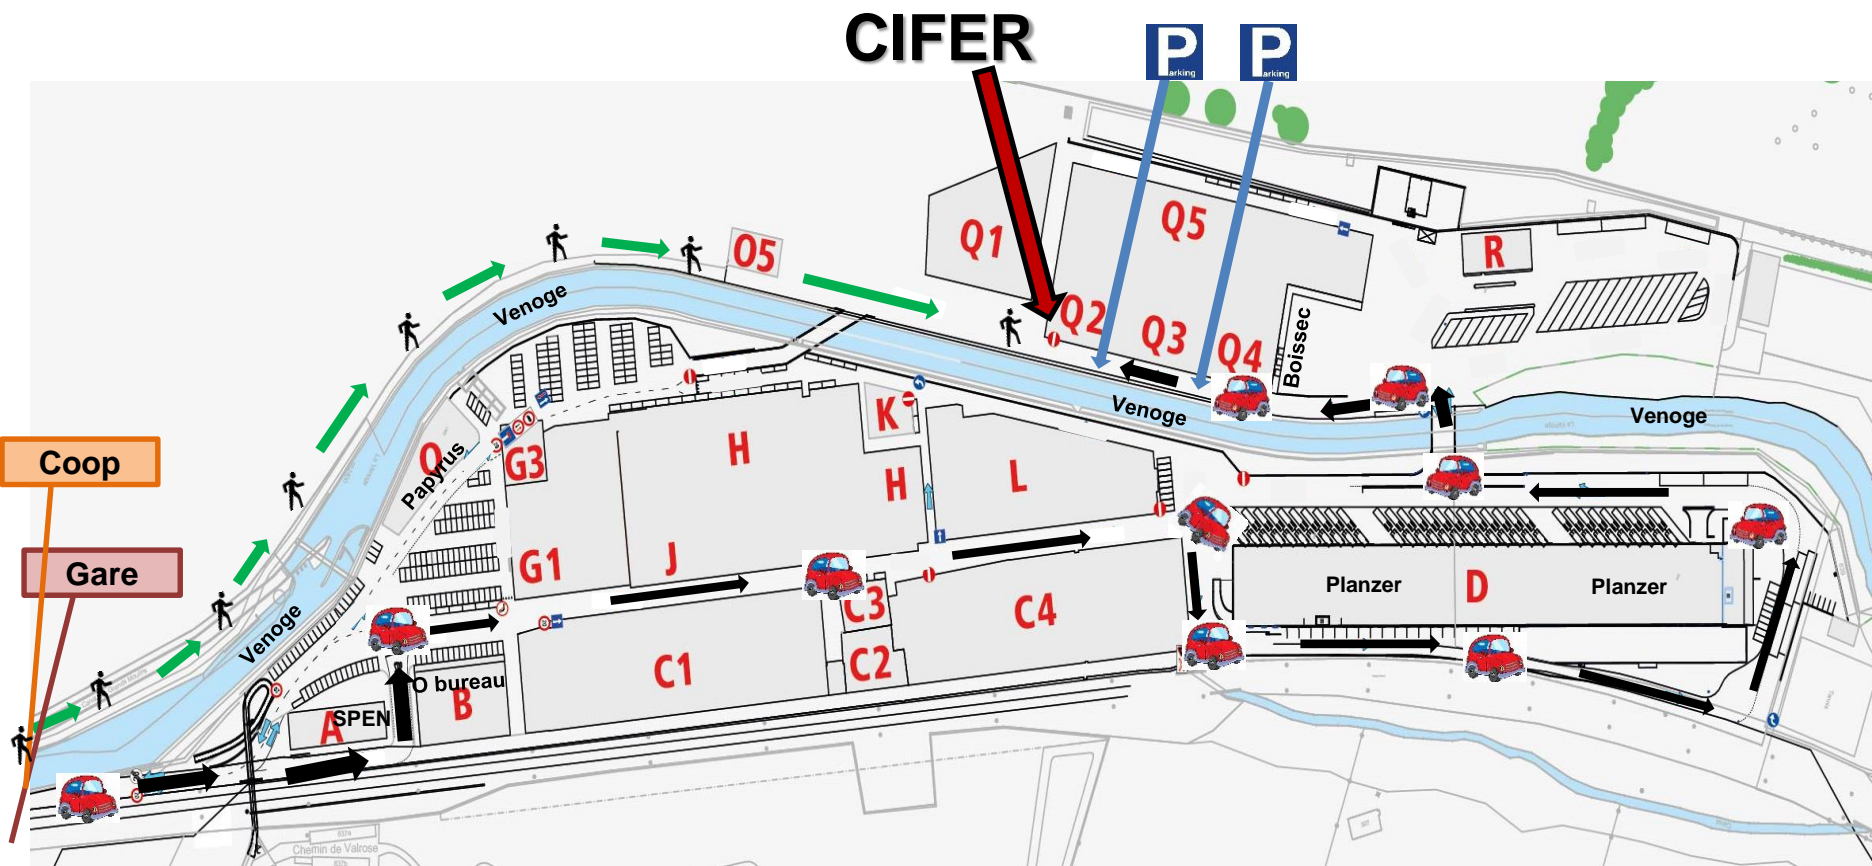 CIFER
P
arking
P
arking
Q5
Q1
O5
R
Venoge
Q2
Q3
Q4
Boissec
Venoge
Venoge
K
H
H
L
G3
O
Papyrus
Coop
Gare
G1
J
Planzer
D
Planzer
C3
C4
C2
C1
Venoge
O bureau
B
SPEN
A
Chemin de Valrose